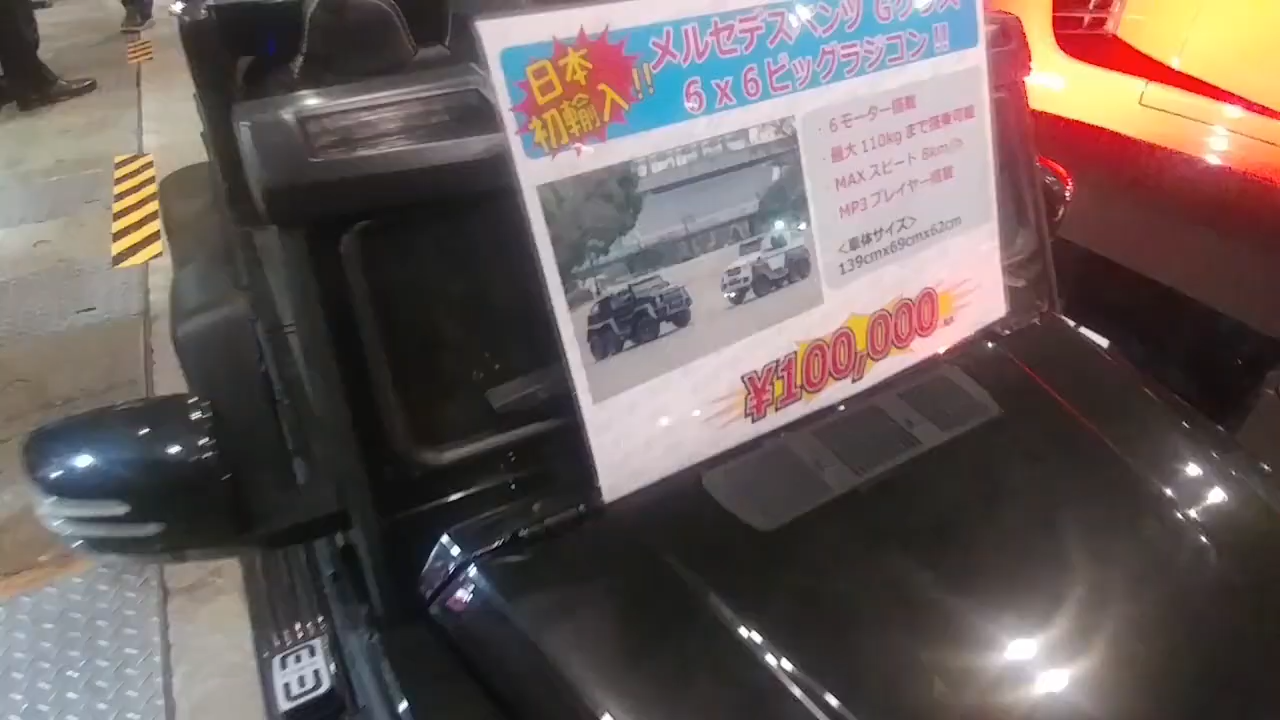 日本
初輸入!!
メルセデスベンツ Gクラス
6x6ビッグラジコン!!
・6モーター搭載
・最大110kgまで搭乗可能
・MAXスピード 8km/h
・MP3プレイヤー搭載
<車体サイズ>
139cmx69cmx62cm
¥100,000